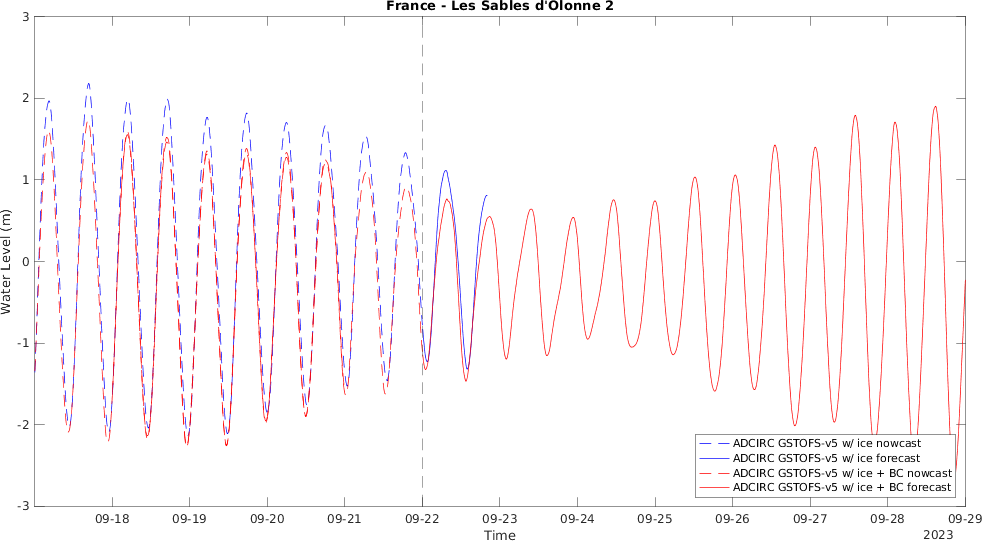 France - Les Sables d'Olonne 2
3
2
1
0
-1
-2
-3
Water Level (m)
ADCIRC GSTOFS-v5 w/ ice nowcast
ADCIRC GSTOFS-v5 w/ ice forecast
ADCIRC GSTOFS-v5 w/ ice + BC nowcast
ADCIRC GSTOFS-v5 w/ ice + BC forecast
09-18 09-19 09-20 09-21 09-22 09-23 09-24 09-25 09-26 09-27 09-28 09-29
Time
2023